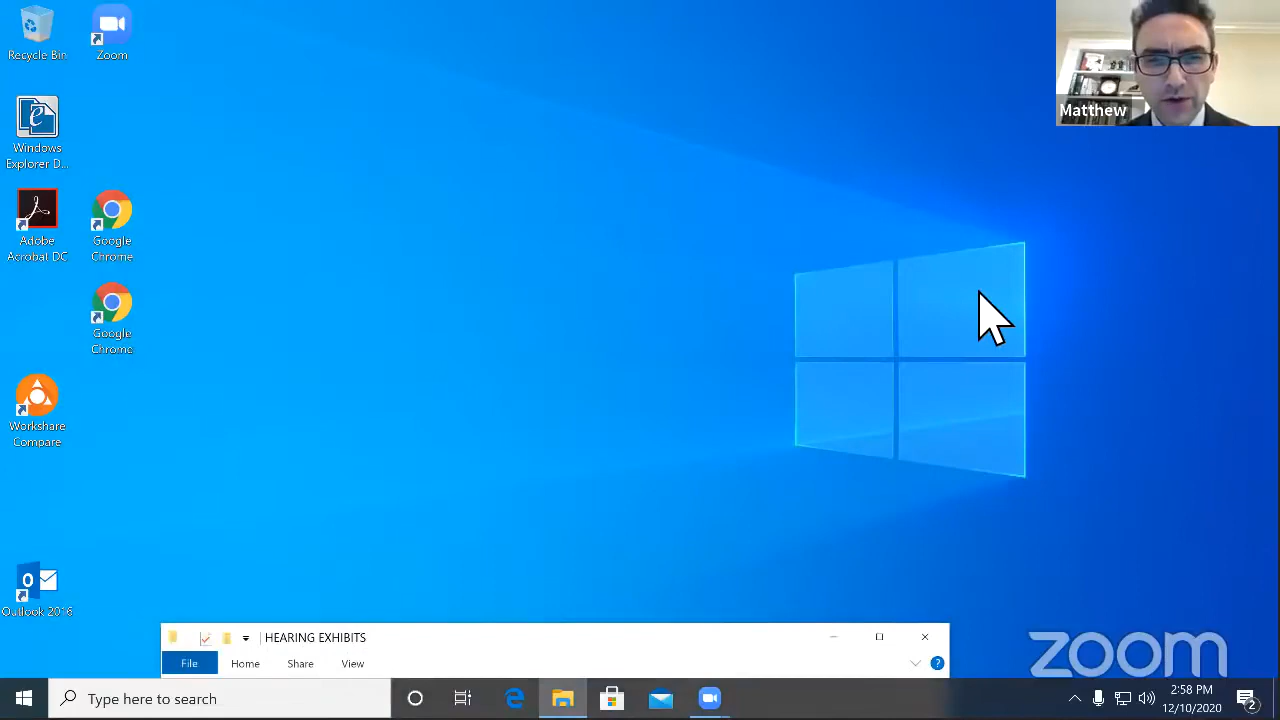 Recycle Bin
Zoom
Matthew
Windows
Explorer D...
Adobe
Acrobat DC
Google
Chrome
Google
Chrome
Workshare
Compare
Outlook 2016
HEARING EXHIBITS
File Home Share View
zoom
Type here to search
2:58 PM
12/10/2020
2